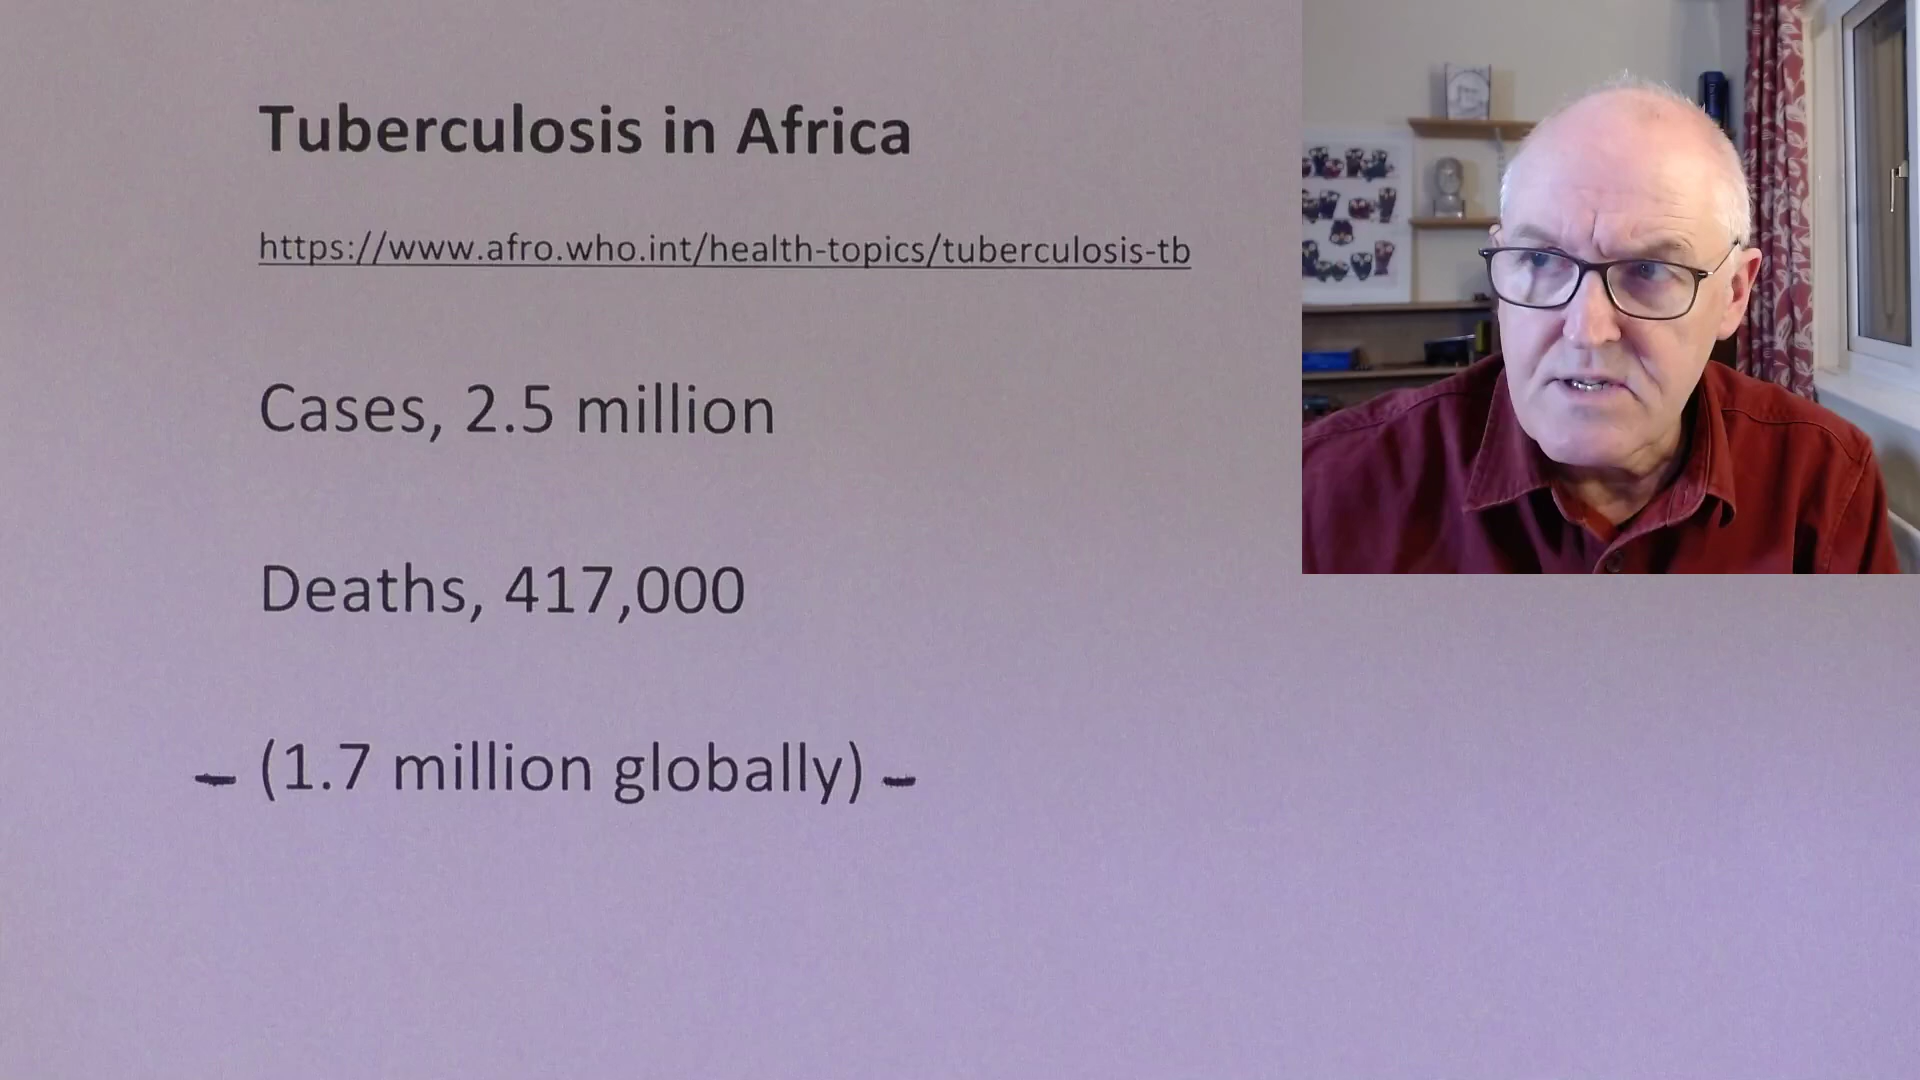 Tuberculosis in Africa
https://www.afro.who.int/health-topics/tuberculosis-tb
Cases, 2.5 million
Deaths, 417,000
(1.7 million globally)